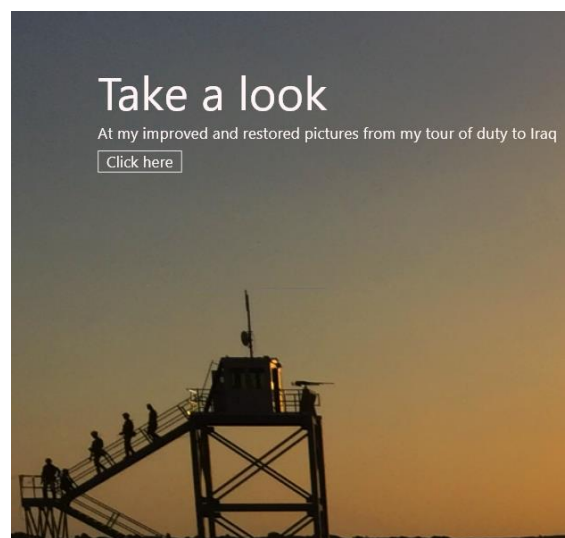 Take a look
At my improved and restored pictures from my tour of duty to Iraq
Click here